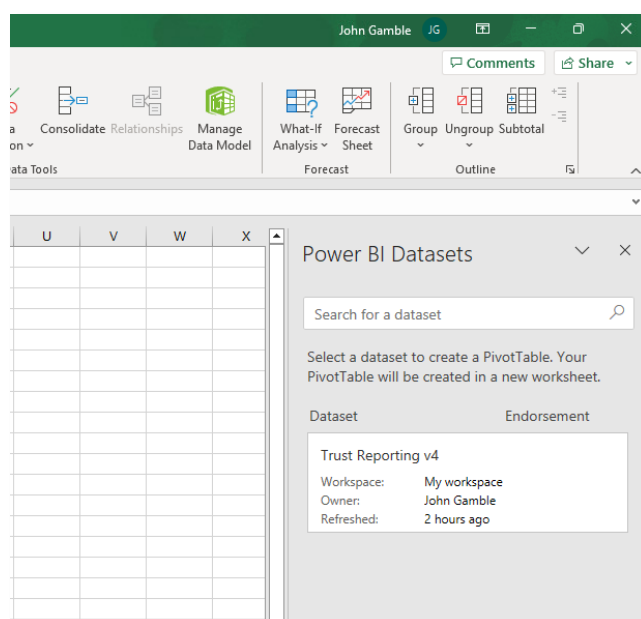 John Gamble JG
Comments Share
a Consolidate Relationships Manage What-If Forecast Group Ungroup Subtotal
on Data Model Analysis Sheet
ata Tools Forecast Outline
U V W X
Power BI Datasets
Search for a dataset
Select a dataset to create a PivotTable. Your
PivotTable will be created in a new worksheet.
Dataset Endorsement
Trust Reporting v4
Workspace: My workspace
Owner: John Gamble
Refreshed: 2 hours ago